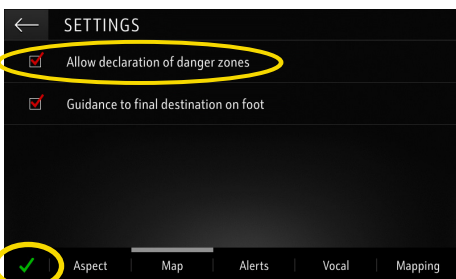 SETTINGS
Allow declaration of danger zones
Guidance to final destination on foot
Aspect Map Alerts Vocal Mapping